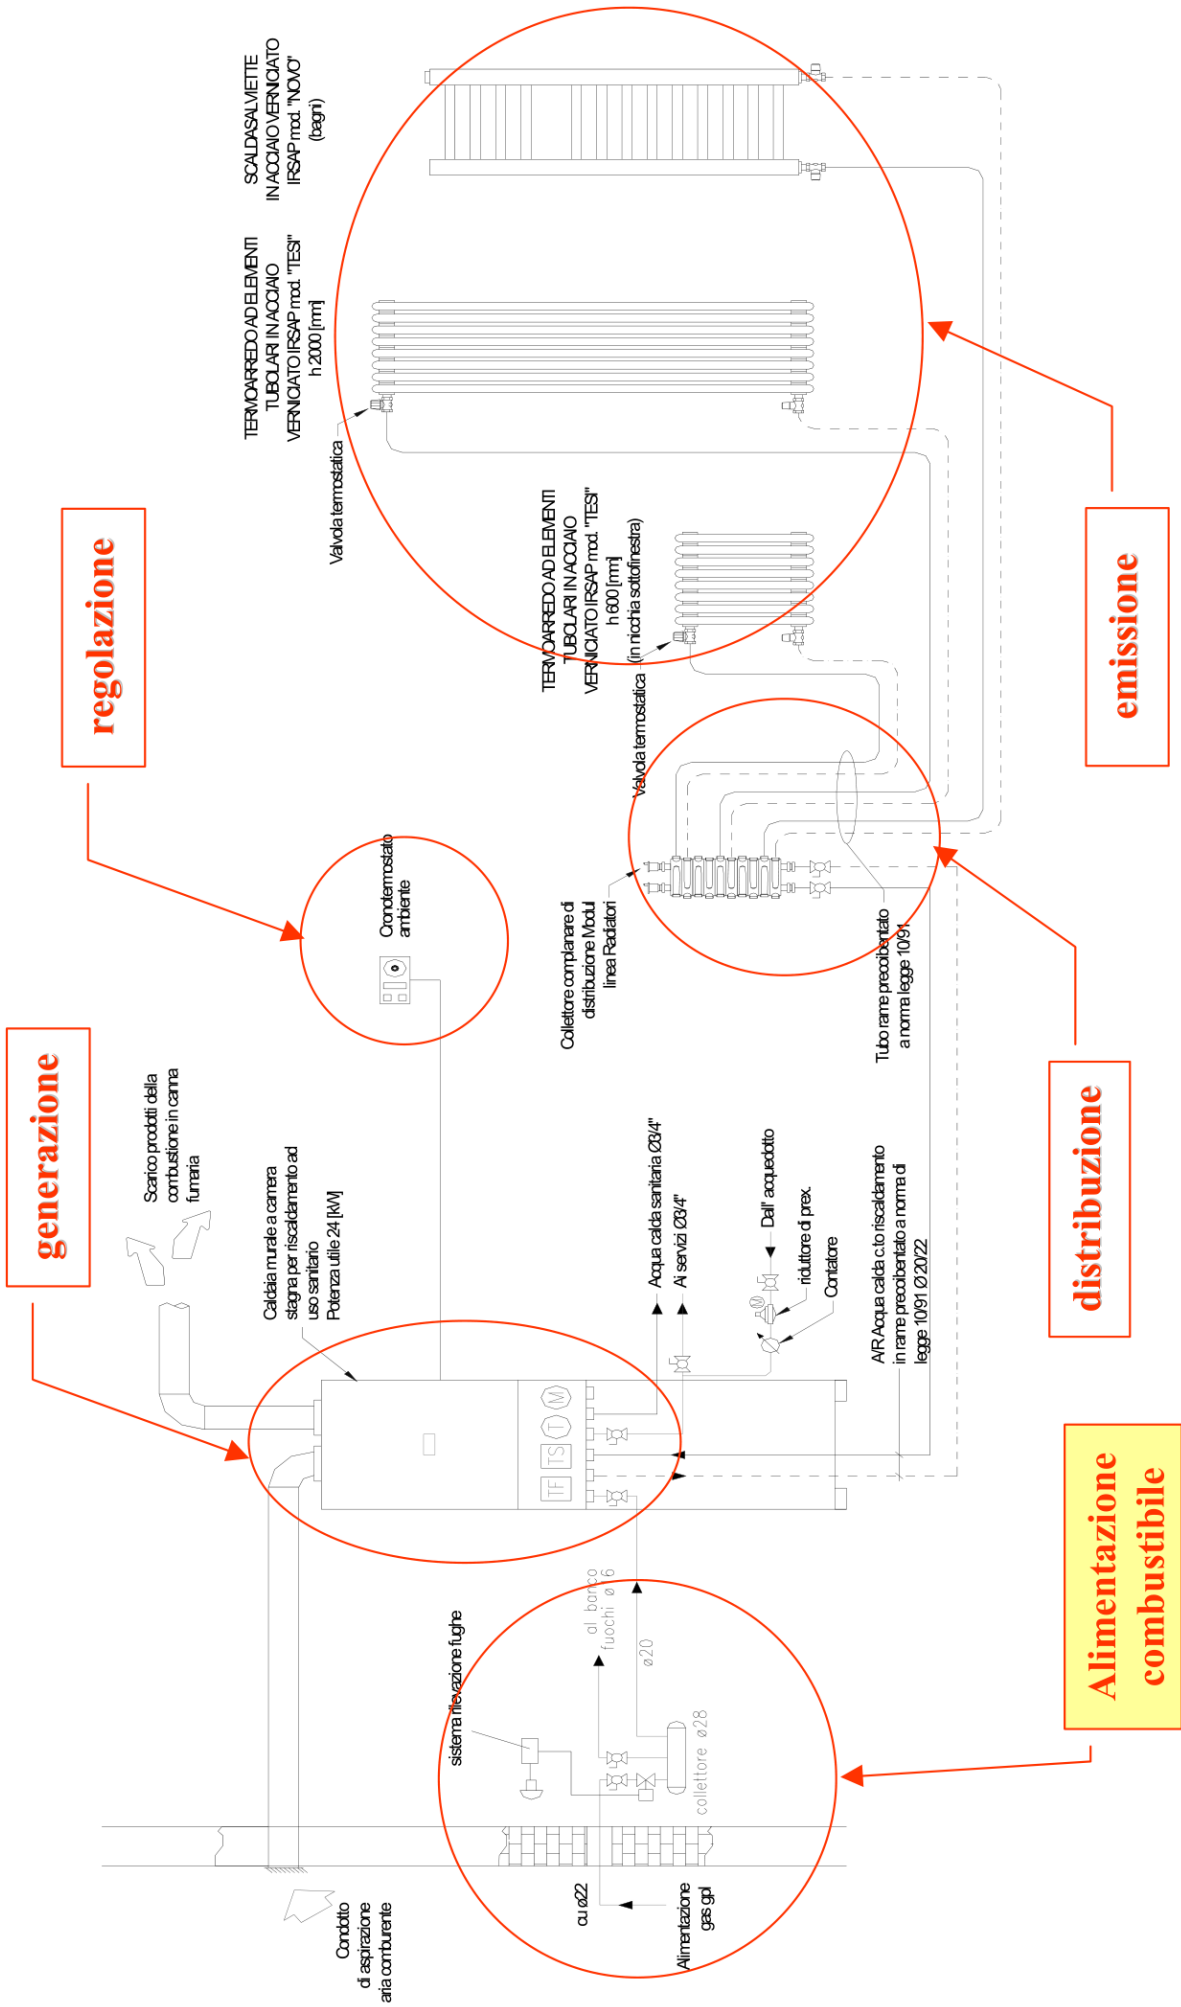 generazione
regolazione
Scarico prodotti della
combustione in canna
fumaria
SCALDASALVIETTE
IN ACCIAIO VERNICIATO
IRSAP mod. "NOVO"
(bagni)
TERMOARREDO AD ELEMENTI
TUBOLARI IN ACCIAIO
VERNICIATO IRSAP mod. "TESI"
h 2000 [mm]
Caldaia murale a camera
stagna per riscaldamento ad
uso sanitario
Potenza utile 24 [kW]
Valvola termostatica
Condotto
di aspirazione
aria comburente
Cronotermostato
ambiente
sistema rilevazione fughe
TERMOARREDO AD ELEMENTI
TUBOLARI IN ACCIAIO
VERNICIATO IRSAP mod. "TESI"
h 600 [mm]
(in nicchia sottofinestra)
Valvola termostatica
TF
TS
T
M
Collettore complanare di
distribuzione Modul
linea Radiatori
cu ø22
al banco
fuochi ø16
ø20
Acqua calda sanitaria Ø3/4"
Ai servizi Ø3/4"
Alimentazione
gas gpl
collettore ø28
M
Dall' acquedotto
riduttore di prex.
Contatore
Tubo rame precoibentato
a norma legge 10/91
A/R Acqua calda c.to riscaldamento
in rame precoibentato a norma di
legge 10/91 Ø 20/22
Alimentazione
combustibile
distribuzione
emissione